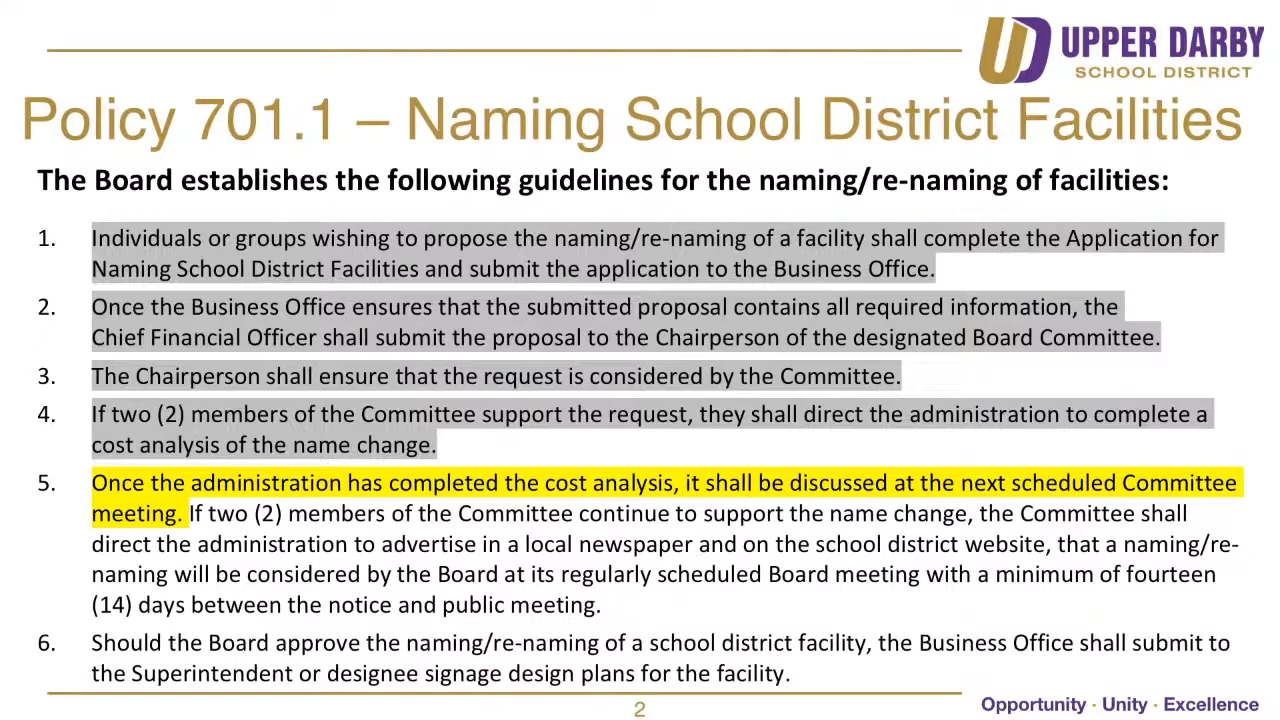 UD UPPER DARBY
SCHOOL DISTRICT
Policy 701.1 – Naming School District Facilities
The Board establishes the following guidelines for the naming/re-naming of facilities:
1. Individuals or groups wishing to propose the naming/re-naming of a facility shall complete the Application for
Naming School District Facilities and submit the application to the Business Office.
2. Once the Business Office ensures that the submitted proposal contains all required information, the
Chief Financial Officer shall submit the proposal to the Chairperson of the designated Board Committee.
3. The Chairperson shall ensure that the request is considered by the Committee.
4. If two (2) members of the Committee support the request, they shall direct the administration to complete a
cost analysis of the name change.
5. Once the administration has completed the cost analysis, it shall be discussed at the next scheduled Committee
meeting. If two (2) members of the Committee continue to support the name change, the Committee shall
direct the administration to advertise in a local newspaper and on the school district website, that a naming/re-
naming will be considered by the Board at its regularly scheduled Board meeting with a minimum of fourteen
(14) days between the notice and public meeting.
6. Should the Board approve the naming/re-naming of a school district facility, the Business Office shall submit to
the Superintendent or designee signage design plans for the facility.
2
Opportunity · Unity · Excellence